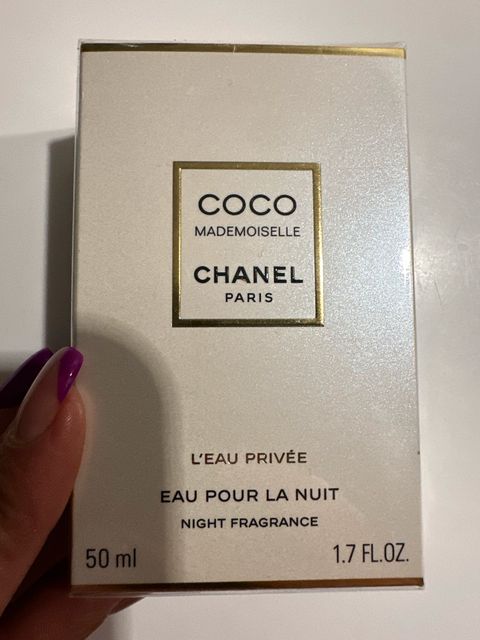 COCO
MADEMOISELLE
CHANEL
PARIS
L'EAU PRIVÉE
EAU POUR LA NUIT
NIGHT FRAGRANCE
50 ml 1.7 FL.OZ.